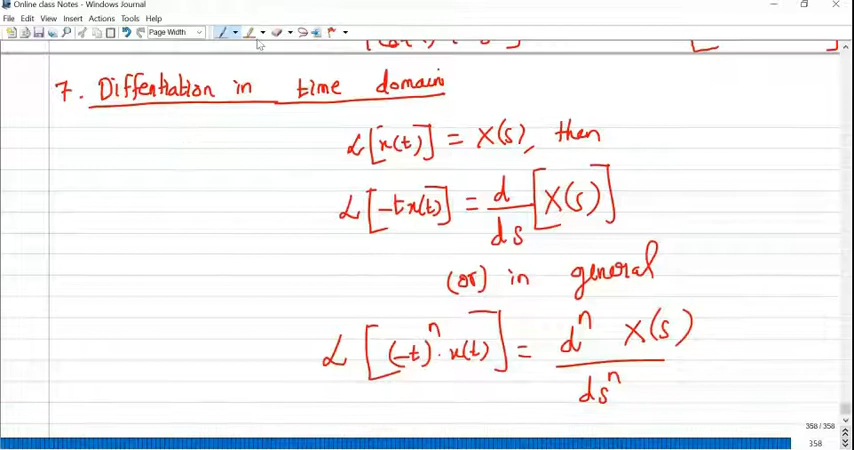 Online class Notes - Windows Journal
File Edit View Insert Actions Tools Help
Page Width
7. Diffentiation in time domain
ℒ[x(t)] = X(s), then
ℒ[-t x(t)] = d/ds [X(s)]
(or) in general
ℒ[(-t)^n · x(t)] = d^n X(s) / ds^n
358 / 358
358